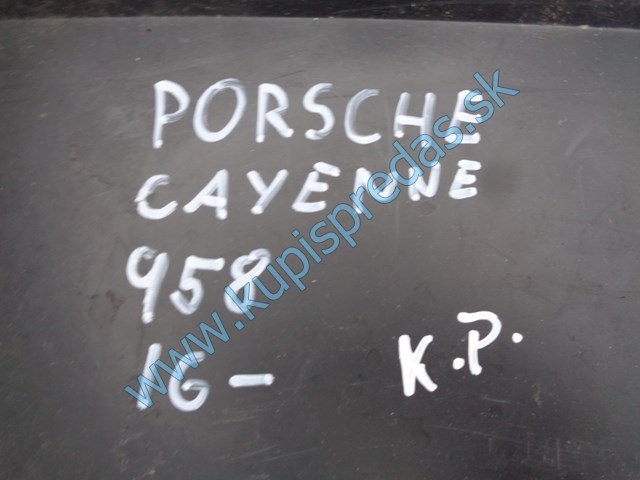 PORSCHE
CAYENNE
958
16- K.P.
www.kupispredas.sk